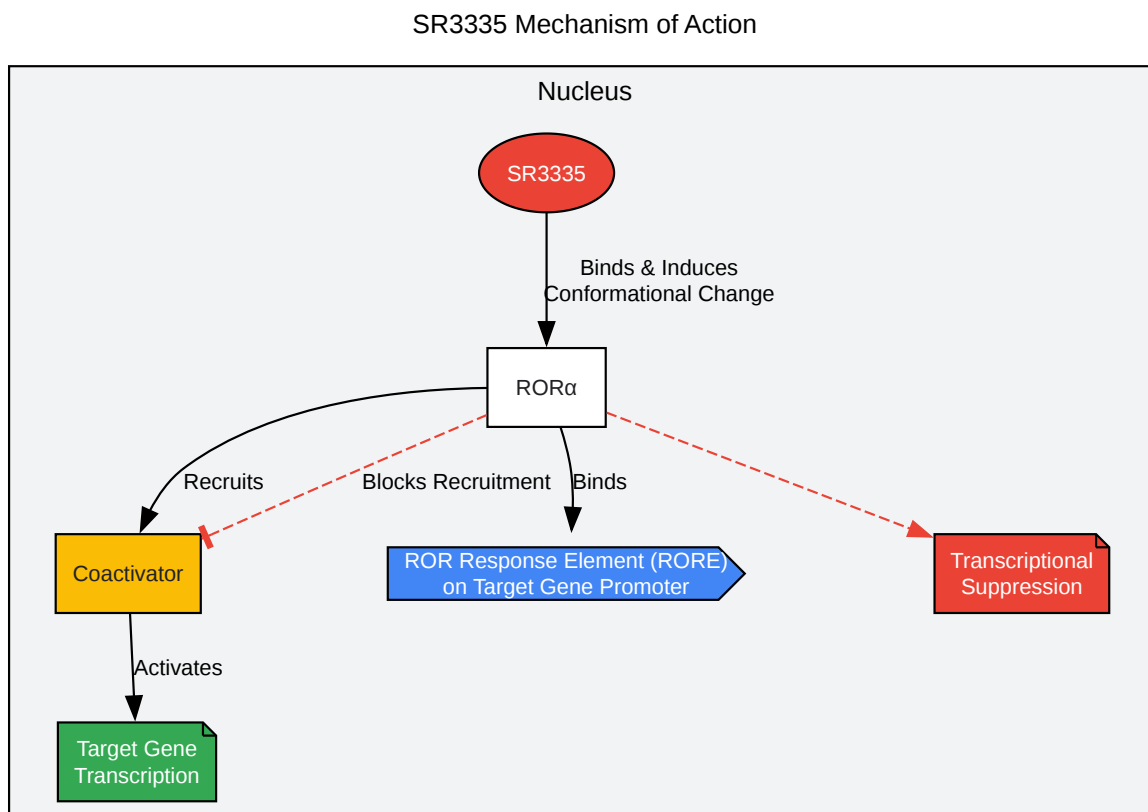 SR3335 Mechanism of Action
Nucleus
SR3335
Binds & Induces
Conformational Change
RORα
Recruits
Blocks Recruitment
Binds
Coactivator
ROR Response Element (RORE)
on Target Gene Promoter
Transcriptional
Suppression
Activates
Target Gene
Transcription